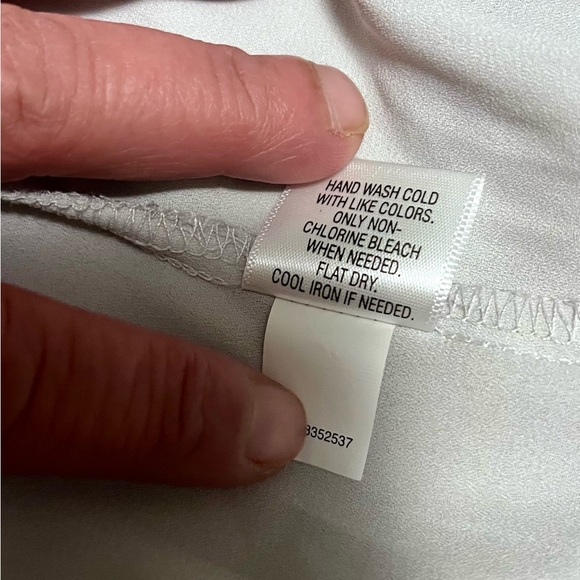 HAND WASH COLD
WITH LIKE COLORS.
ONLY NON-
CHLORINE BLEACH
WHEN NEEDED.
FLAT DRY.
COOL IRON IF NEEDED.
3352537